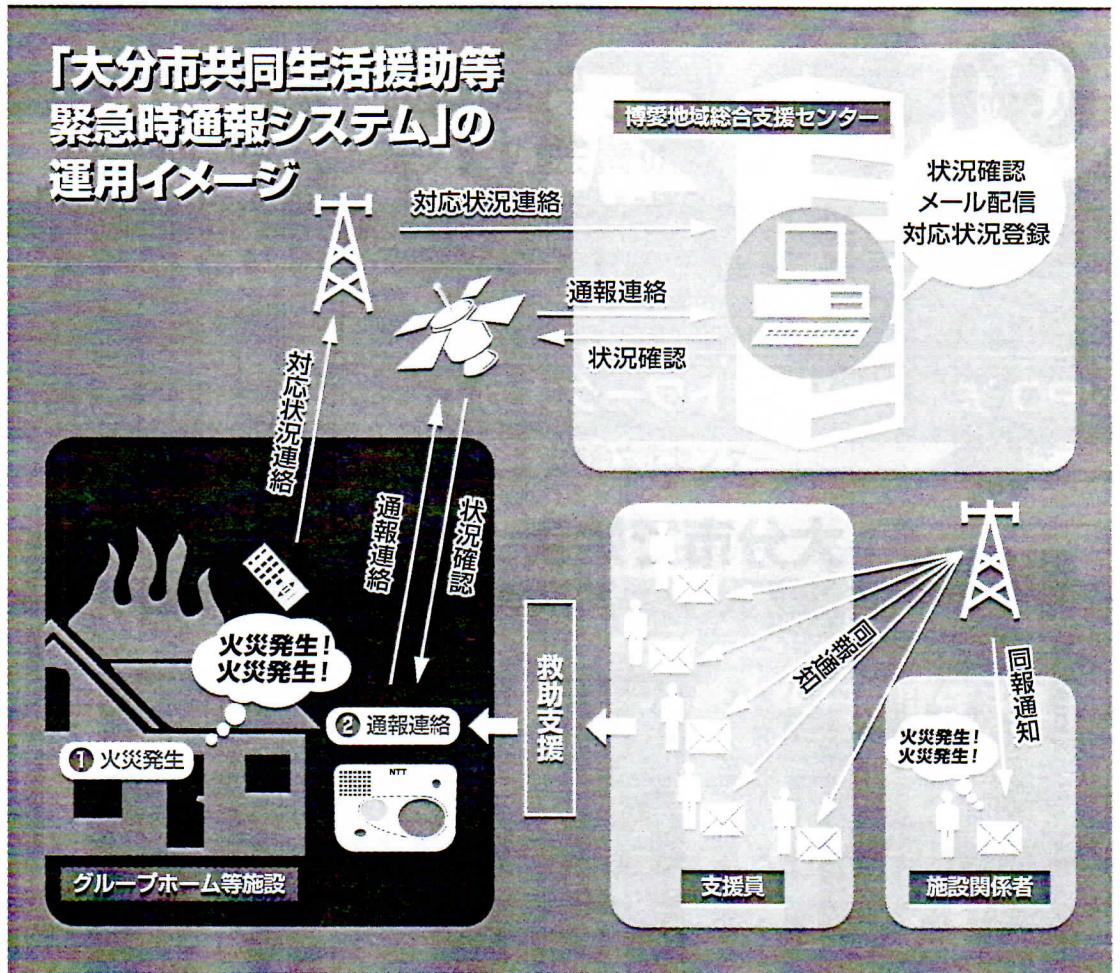 「大分市共同生活援助等
緊急時通報システム」の
運用イメージ
博愛地域総合支援センター
状況確認
メール配信
対応状況登録
対応状況連絡
通報連絡
状況確認
対応状況連絡
通報連絡
状況確認
火災発生!
火災発生!
① 火災発生
② 通報連絡
NTT
グループホーム等施設
救助支援
同報通知
支援員
同報通知
火災発生!
火災発生!
施設関係者